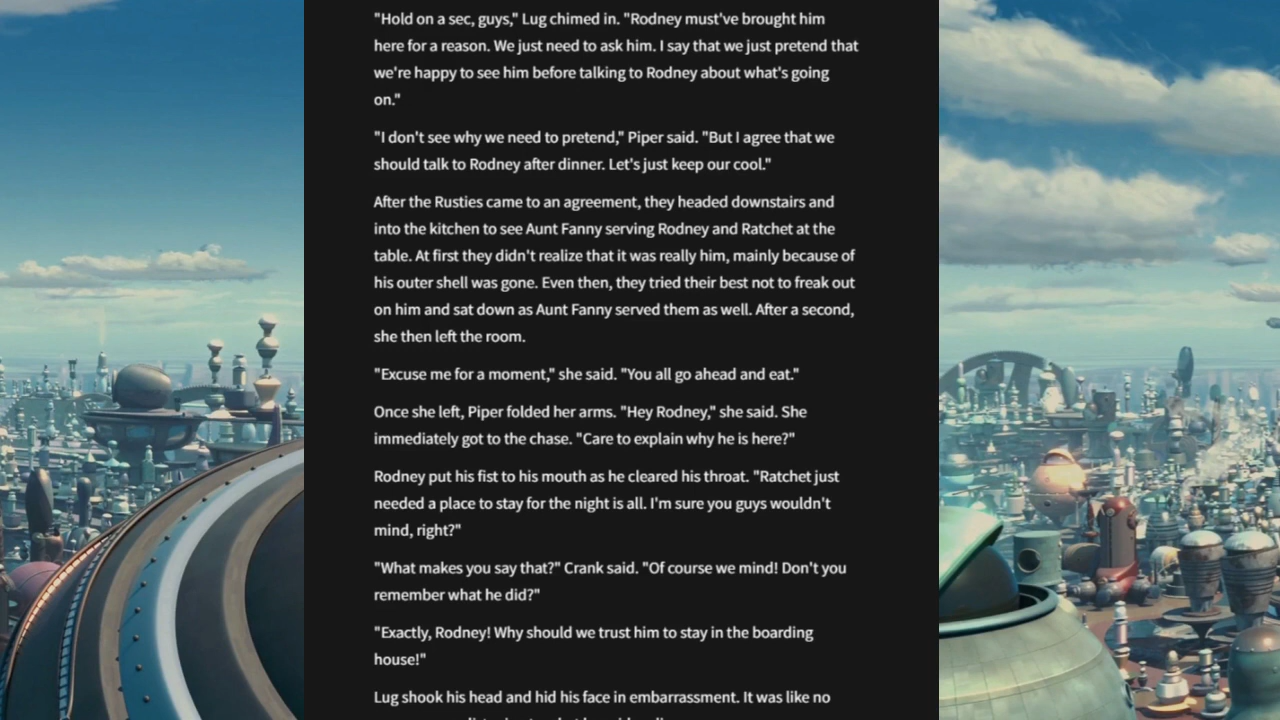 "Hold on a sec, guys," Lug chimed in. "Rodney must've brought him
here for a reason. We just need to ask him. I say that we just pretend that
we're happy to see him before talking to Rodney about what's going
on."
"I don't see why we need to pretend," Piper said. "But I agree that we
should talk to Rodney after dinner. Let's just keep our cool."
After the Rusties came to an agreement, they headed downstairs and
into the kitchen to see Aunt Fanny serving Rodney and Ratchet at the
table. At first they didn't realize that it was really him, mainly because of
his outer shell was gone. Even then, they tried their best not to freak out
on him and sat down as Aunt Fanny served them as well. After a second,
she then left the room.
"Excuse me for a moment," she said. "You all go ahead and eat."
Once she left, Piper folded her arms. "Hey Rodney," she said. She
immediately got to the chase. "Care to explain why he is here?"
Rodney put his fist to his mouth as he cleared his throat. "Ratchet just
needed a place to stay for the night is all. I'm sure you guys wouldn't
mind, right?"
"What makes you say that?" Crank said. "Of course we mind! Don't you
remember what he did?"
"Exactly, Rodney! Why should we trust him to stay in the boarding
house!"
Lug shook his head and hid his face in embarrassment. It was like no